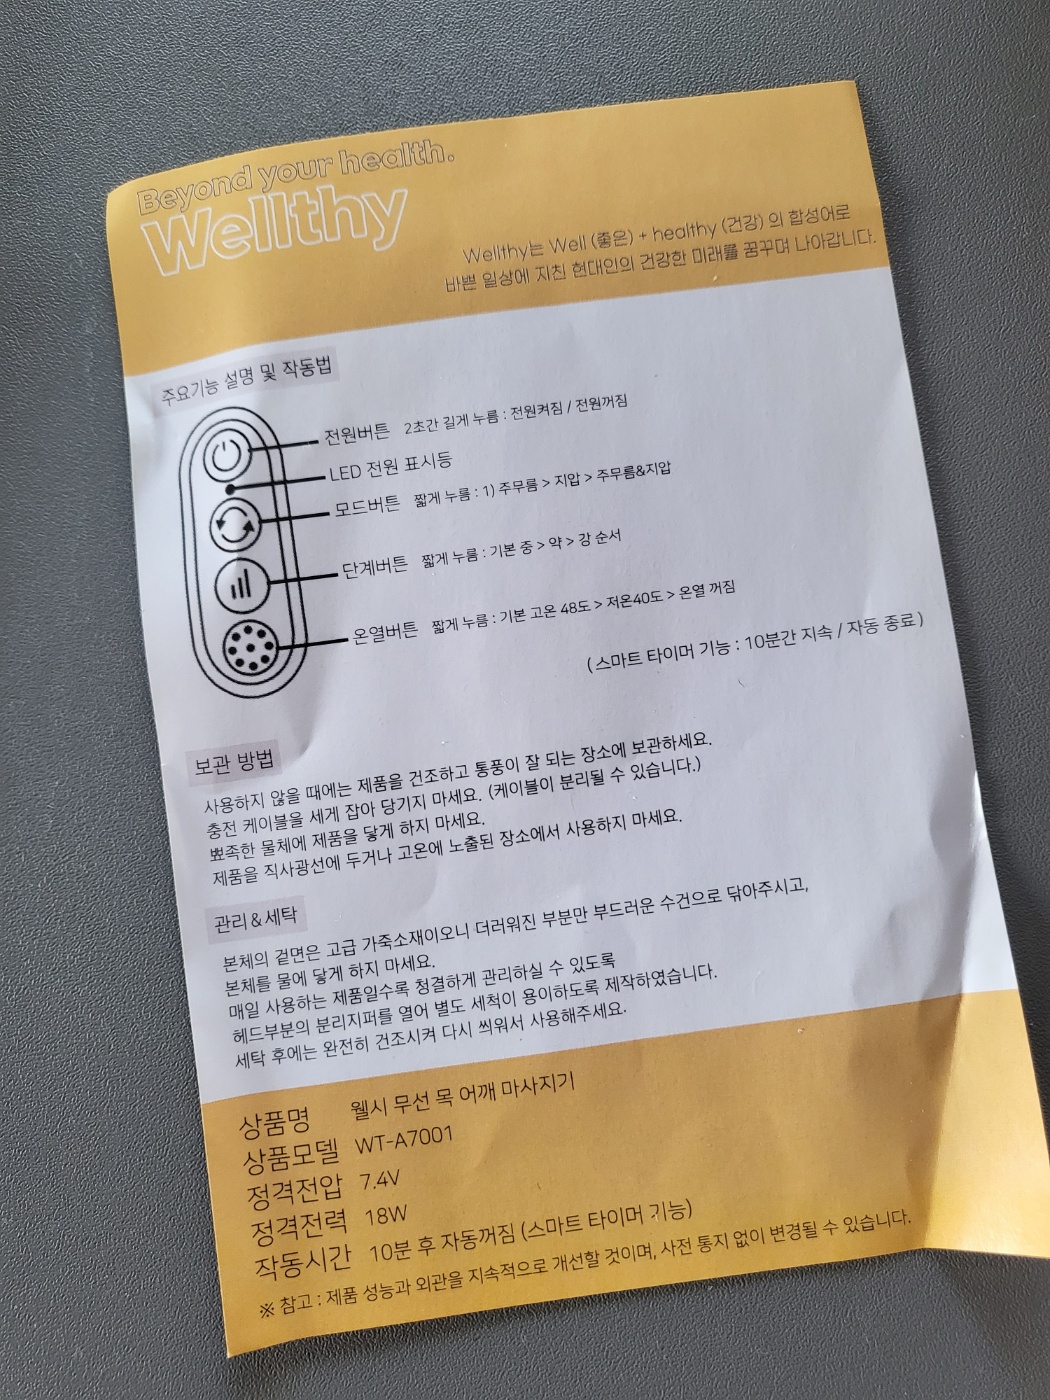 Beyond your health.
Wellthy
Wellthy는 Well (좋은) + healthy (건강) 의 합성어로
바쁜 일상에 지친 현대인의 건강한 미래를 꿈꾸며 나아갑니다.
주요기능 설명 및 작동법
전원버튼 2초간 길게 누름 : 전원켜짐 / 전원꺼짐
LED 전원 표시등
모드버튼 짧게 누름 : 1) 주무름 > 지압 > 주무름&지압
단계버튼 짧게 누름 : 기본 중 > 약 > 강 순서
온열버튼 짧게 누름 : 기본 고온 48도 > 저온40도 > 온열 꺼짐
( 스마트 타이머 기능 : 10분간 지속 / 자동 종료 )
보관 방법
사용하지 않을 때에는 제품을 건조하고 통풍이 잘 되는 장소에 보관하세요.
충전 케이블을 세게 잡아 당기지 마세요. (케이블이 분리될 수 있습니다.)
뾰족한 물체에 제품을 닿게 하지 마세요.
제품을 직사광선에 두거나 고온에 노출된 장소에서 사용하지 마세요.
관리 & 세탁
본체의 겉면은 고급 가죽소재이오니 더러워진 부분만 부드러운 수건으로 닦아주시고,
본체를 물에 닿게 하지 마세요.
매일 사용하는 제품일수록 청결하게 관리하실 수 있도록
헤드부분의 분리지퍼를 열어 별도 세척이 용이하도록 제작하였습니다.
세탁 후에는 완전히 건조시켜 다시 씌워서 사용해주세요.
상품명 웰시 무선 목 어깨 마사지기
상품모델 WT-A7001
정격전압 7.4V
정격전력 18W
작동시간 10분 후 자동꺼짐 (스마트 타이머 기능)
※ 참고 : 제품 성능과 외관을 지속적으로 개선할 것이며, 사전 통지 없이 변경될 수 있습니다.